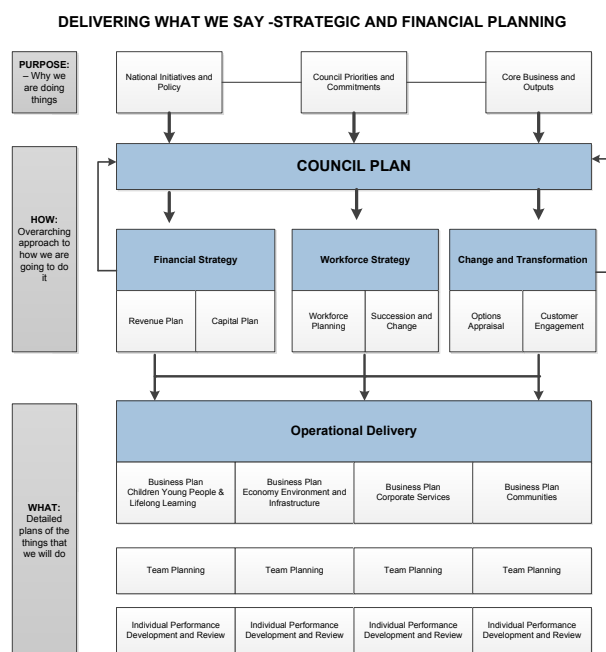 DELIVERING WHAT WE SAY -STRATEGIC AND FINANCIAL PLANNING
PURPOSE:
– Why we
are doing
things
National Initiatives and
Policy
Council Priorities and
Commitments
Core Business and
Outputs
COUNCIL PLAN
HOW:
Overarching
approach to
how we are
going to do
it
Financial Strategy
Workforce Strategy
Change and Transformation
Revenue Plan
Capital Plan
Workforce
Planning
Succession and
Change
Options
Appraisal
Customer
Engagement
Operational Delivery
WHAT:
Detailed
plans of the
things that
we will do
Business Plan
Children Young People &
Lifelong Learning
Business Plan
Economy Environment and
Infrastructure
Business Plan
Corporate Services
Business Plan
Communities
Team Planning
Team Planning
Team Planning
Team Planning
Individual Performance
Development and Review
Individual Performance
Development and Review
Individual Performance
Development and Review
Individual Performance
Development and Review